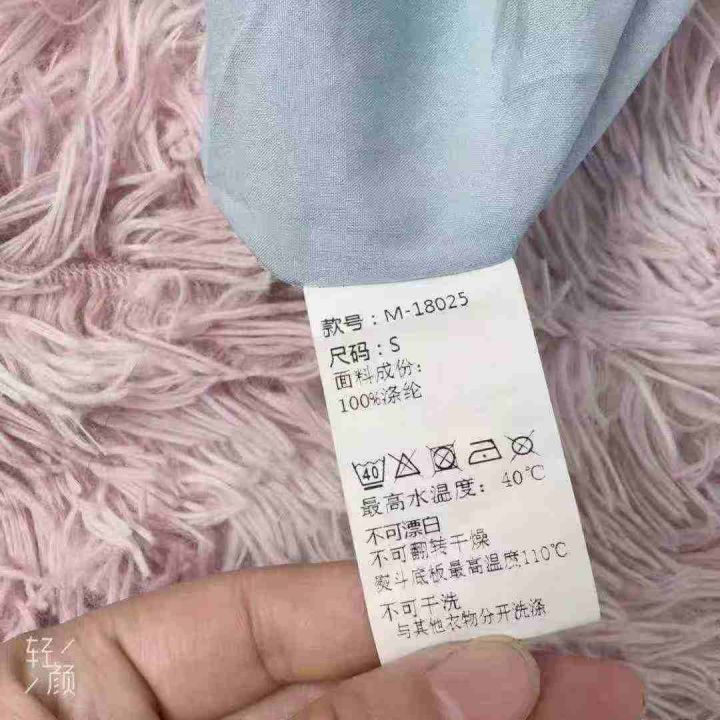 款号：M-18025
尺码：S
面料成份：
100%涤纶
40
最高水温度：40℃
不可漂白
不可翻转干燥
熨斗底板最高温度110℃
不可干洗
与其他衣物分开洗涤
轻
颜